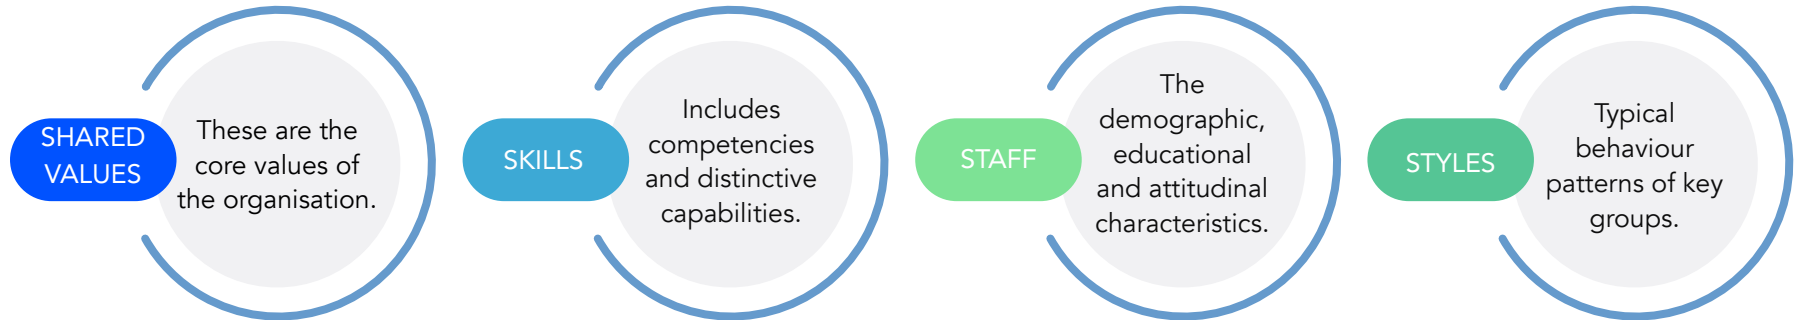 SHARED
VALUES
These are the
core values of
the organisation.
SKILLS
Includes
competencies
and distinctive
capabilities.
STAFF
The
demographic,
educational
and attitudinal
characteristics.
STYLES
Typical
behaviour
patterns of key
groups.